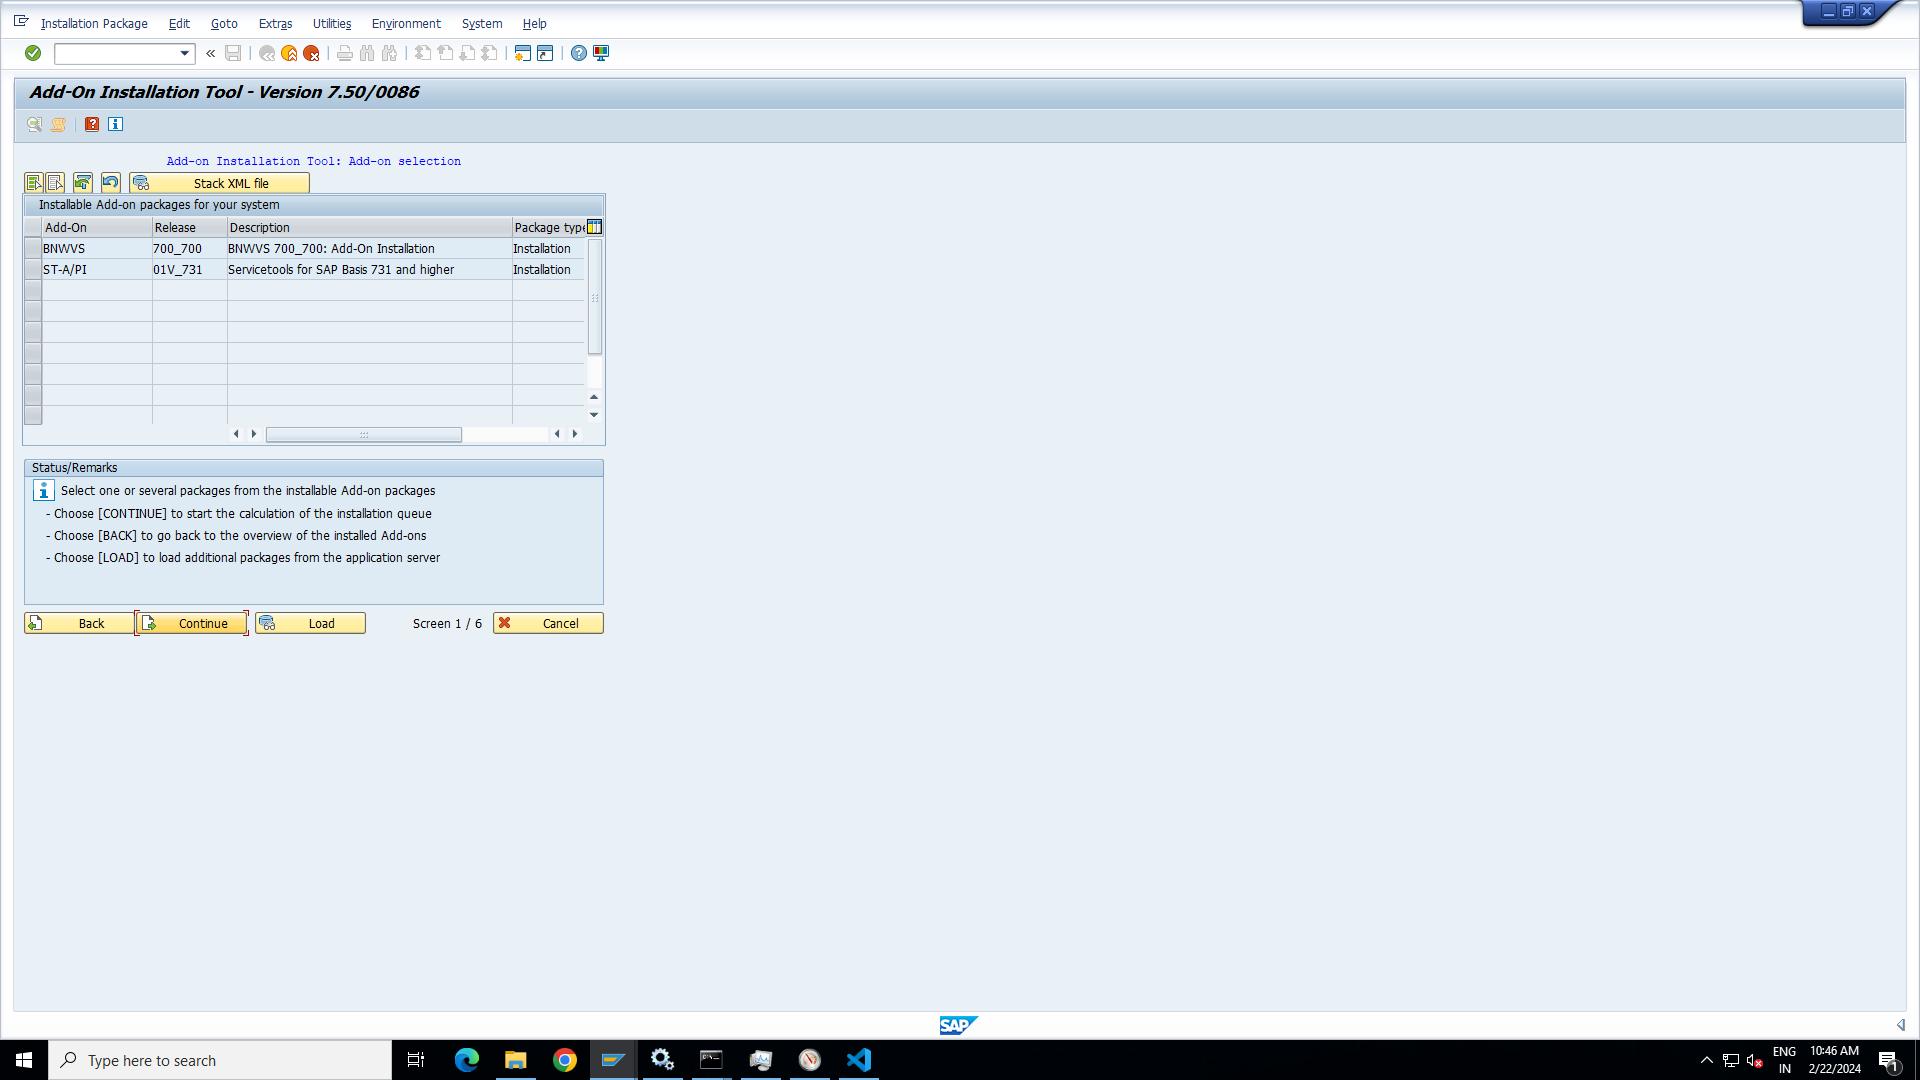 Installation Package Edit Goto Extras Utilities Environment System Help
Add-On Installation Tool - Version 7.50/0086
Add-on Installation Tool: Add-on selection
Stack XML file
Installable Add-on packages for your system
Add-On Release Description Package type
BNWVS 700_700 BNWVS 700_700: Add-On Installation Installation
ST-A/PI 01V_731 Servicetools for SAP Basis 731 and higher Installation
Status/Remarks
Select one or several packages from the installable Add-on packages
- Choose [CONTINUE] to start the calculation of the installation queue
- Choose [BACK] to go back to the overview of the installed Add-ons
- Choose [LOAD] to load additional packages from the application server
Back Continue Load Screen 1 / 6 Cancel
SAP
Type here to search
ENG 10:46 AM
IN 2/22/2024
1